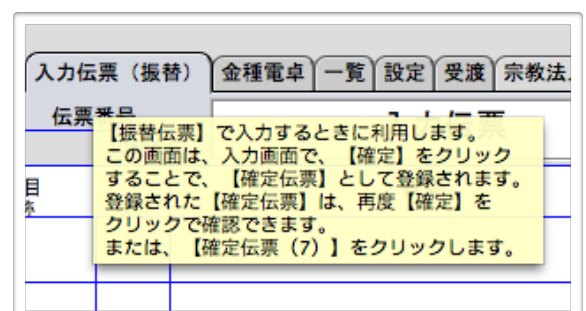 入力伝票（振替） 金種電卓 一覧 設定 受渡 宗教法
伝票番号
【振替伝票】で入力するときに利用します。
この画面は、入力画面で、【確定】をクリック
することで、【確定伝票】として登録されます。
登録された【確定伝票】は、再度【確定】を
クリックで確認できます。
または、【確定伝票（7）】をクリックします。
目